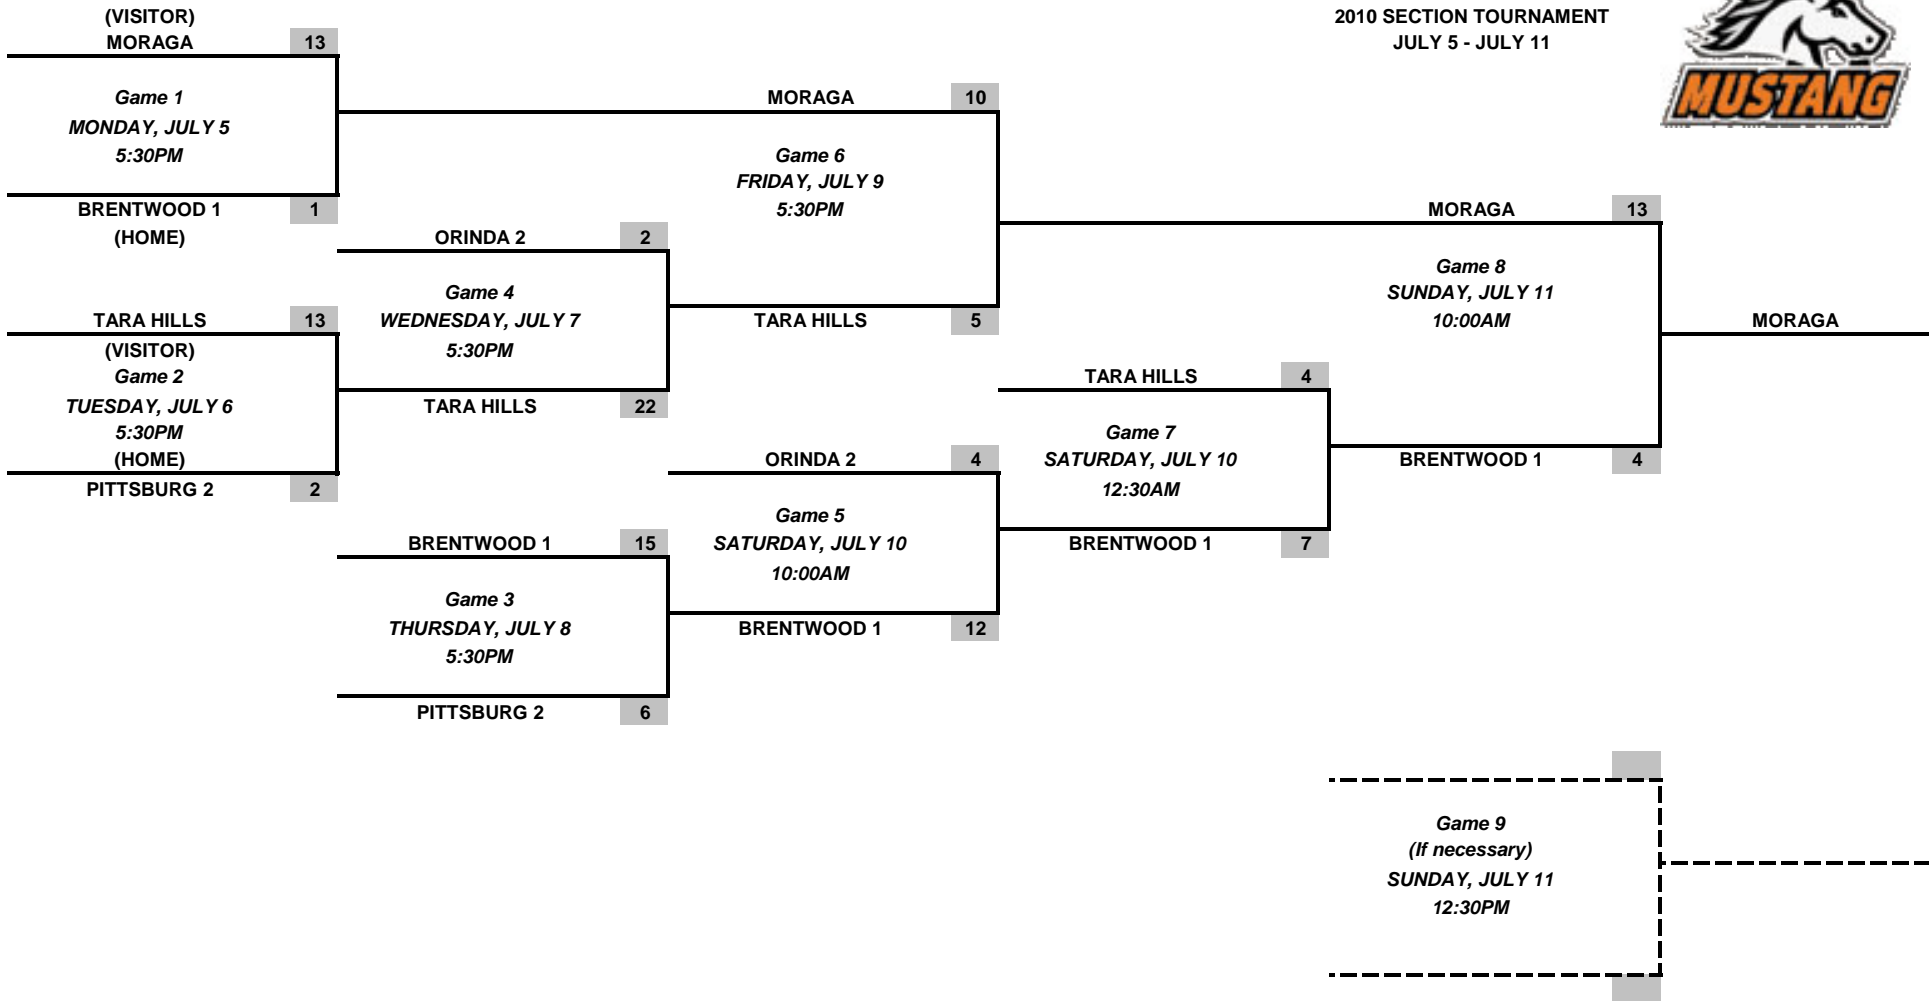 (VISITOR)
MORAGA 13
Game 1
MONDAY, JULY 5
5:30PM
BRENTWOOD 1 1
(HOME)
TARA HILLS 13
(VISITOR)
Game 2
TUESDAY, JULY 6
5:30PM
(HOME)
PITTSBURG 2 2
ORINDA 2 2
Game 4
WEDNESDAY, JULY 7
5:30PM
TARA HILLS 22
BRENTWOOD 1 15
Game 3
THURSDAY, JULY 8
5:30PM
PITTSBURG 2 6
MORAGA 10
Game 6
FRIDAY, JULY 9
5:30PM
TARA HILLS 5
ORINDA 2 4
Game 5
SATURDAY, JULY 10
10:00AM
BRENTWOOD 1 12
TARA HILLS 4
Game 7
SATURDAY, JULY 10
12:30AM
BRENTWOOD 1 7
2010 SECTION TOURNAMENT
JULY 5 - JULY 11
MUSTANG
MORAGA 13
Game 8
SUNDAY, JULY 11
10:00AM
BRENTWOOD 1 4
MORAGA
Game 9
(If necessary)
SUNDAY, JULY 11
12:30PM